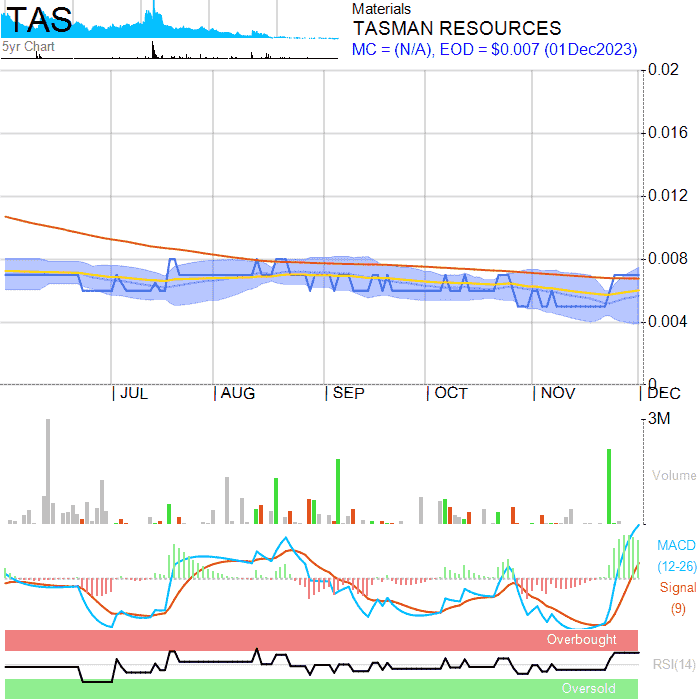 TAS
5yr Chart
Materials
TASMAN RESOURCES
MC = (N/A), EOD = $0.007 (01Dec2023)
0.02
0.016
0.012
0.008
0.004
0
JUL AUG SEP OCT NOV DEC
3M
Volume
MACD
(12-26)
Signal
(9)
Overbought
RSI(14)
Oversold